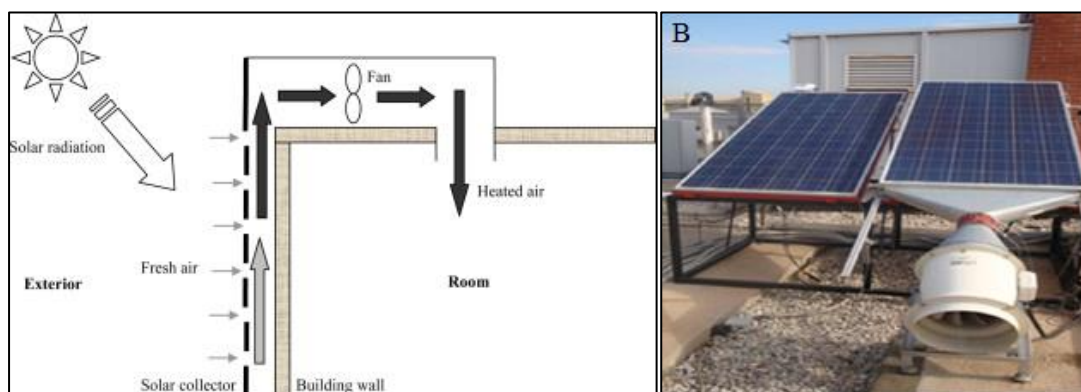 Fan
Solar radiation
Heated air
Fresh air
Exterior
Room
Solar collector
Building wall
B